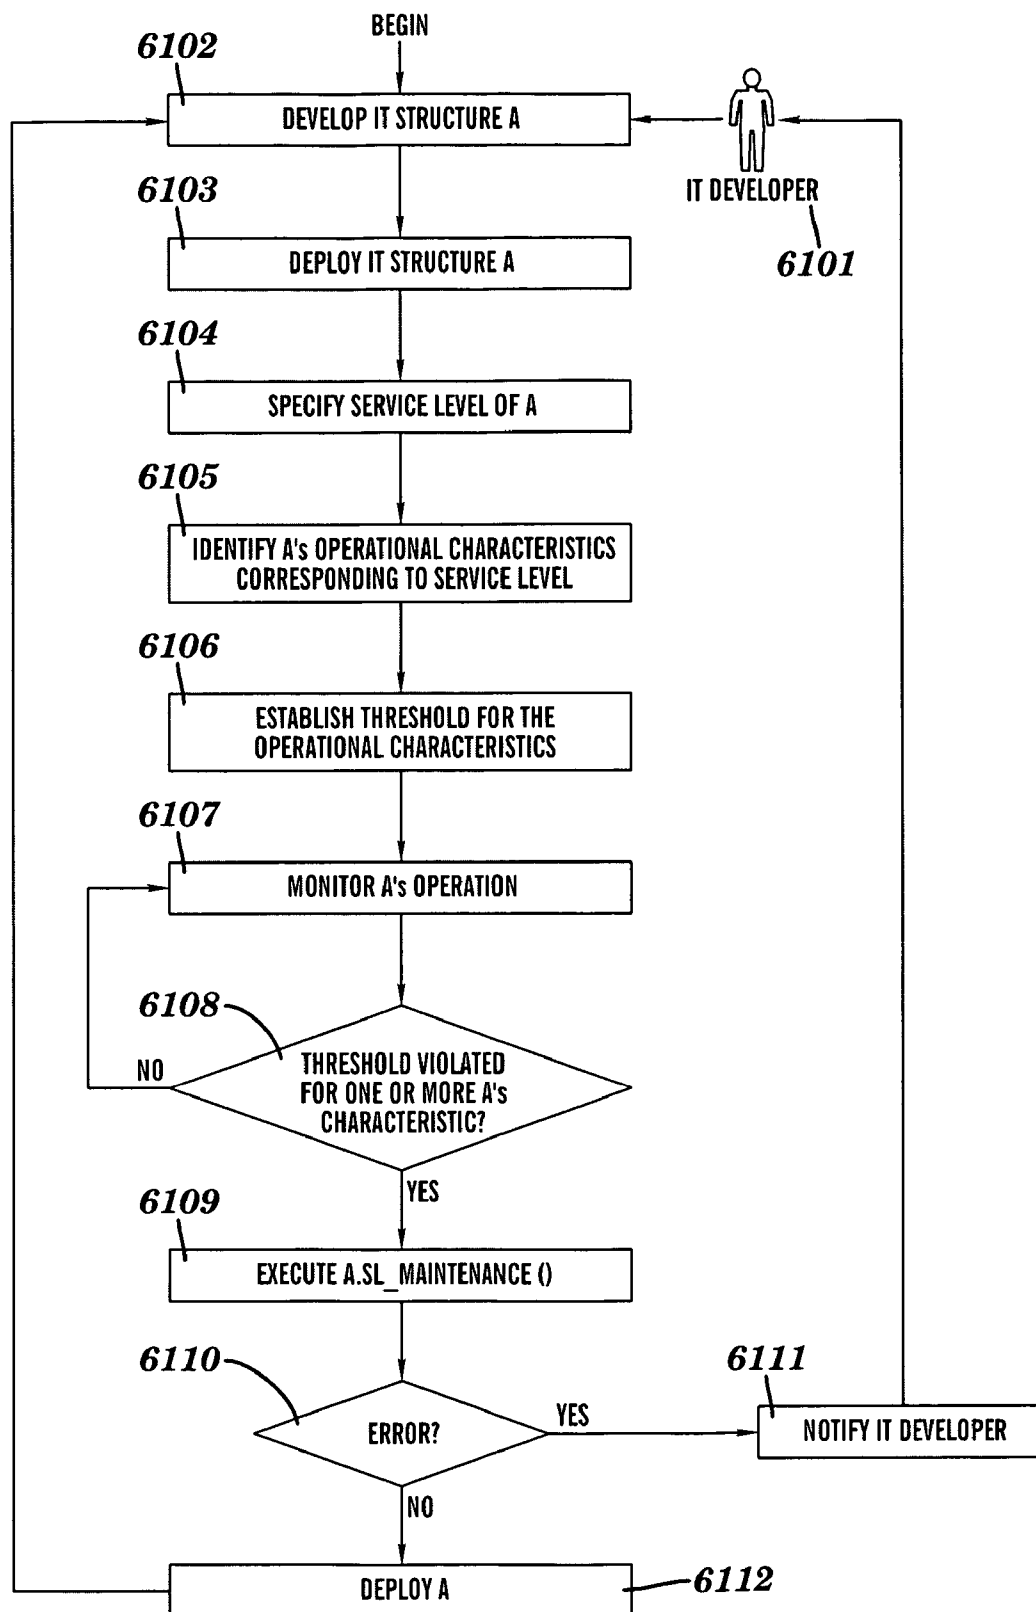 BEGIN
6102
DEVELOP IT STRUCTURE A
IT DEVELOPER
6101
6103
DEPLOY IT STRUCTURE A
6104
SPECIFY SERVICE LEVEL OF A
6105
IDENTIFY A's OPERATIONAL CHARACTERISTICS
CORRESPONDING TO SERVICE LEVEL
6106
ESTABLISH THRESHOLD FOR THE
OPERATIONAL CHARACTERISTICS
6107
MONITOR A's OPERATION
6108
THRESHOLD VIOLATED
FOR ONE OR MORE A's
CHARACTERISTIC?
NO
YES
6109
EXECUTE A.SL_MAINTENANCE ()
6110
ERROR?
YES
6111
NOTIFY IT DEVELOPER
NO
DEPLOY A
6112